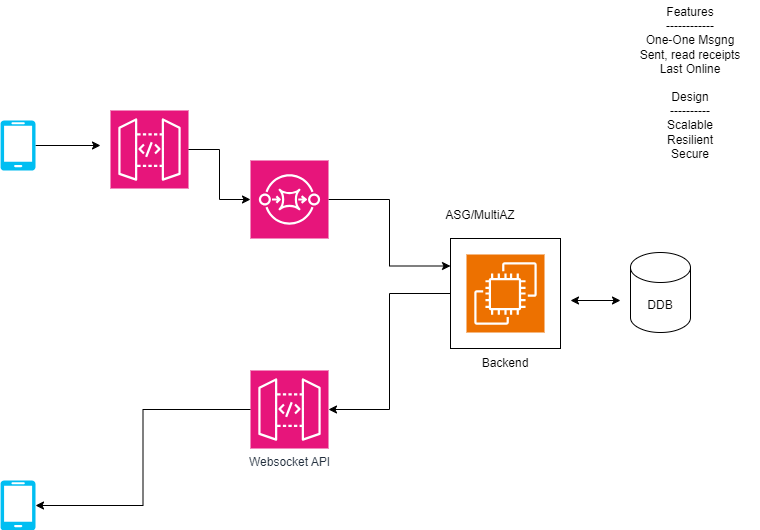 Features
------------
One-One Msgng
Sent, read receipts
Last Online
Design
----------
Scalable
Resilient
Secure
</>
ASG/MultiAZ
DDB
Backend
</>
Websocket API